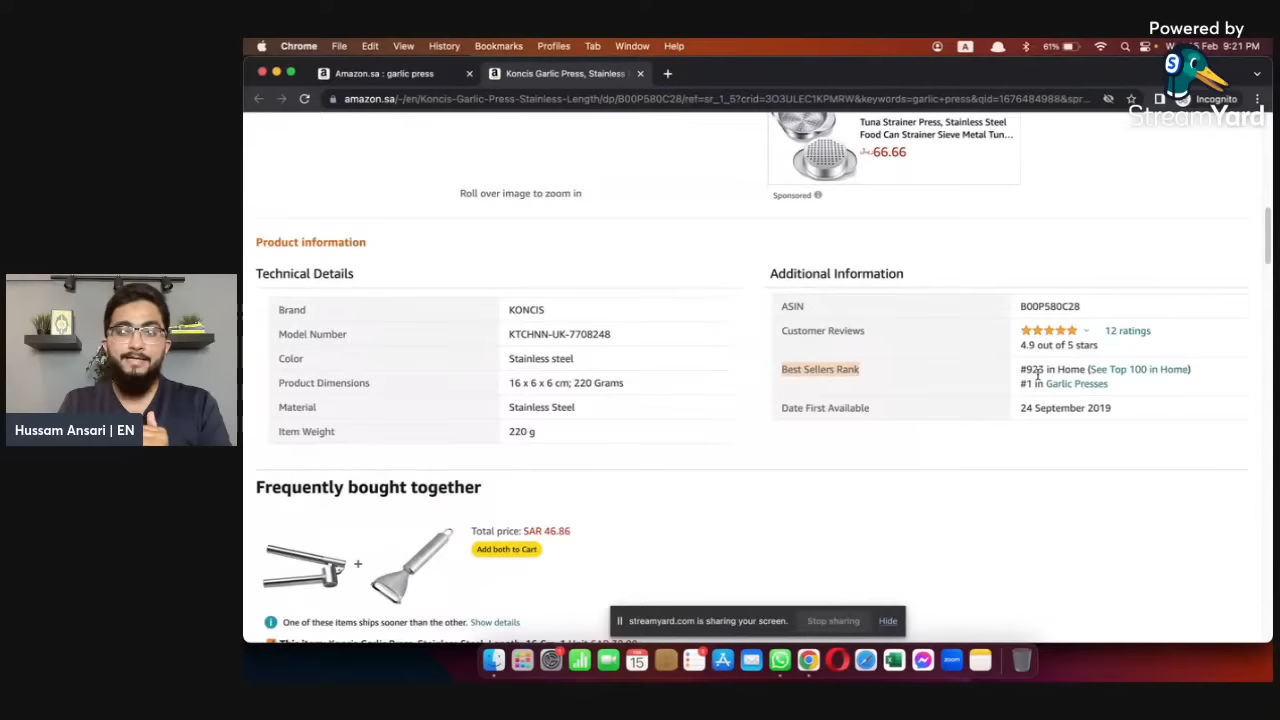 Powered by
StreamYard
Chrome File Edit View History Bookmarks Profiles Tab Window Help
A 61% 15 Feb 9:21 PM
Amazon.sa : garlic press
Koncis Garlic Press, Stainless
amazon.sa/-/en/Koncis-Garlic-Press-Stainless-Length/dp/B00P580C28/ref=sr_1_5?crid=3O3ULEC1KPMRW&keywords=garlic+press&qid=1676484988&spr... Incognito
Tuna Strainer Press, Stainless Steel
Food Can Strainer Sieve Metal Tun...
66.66
Roll over image to zoom in
Sponsored
Product information
Technical Details
Brand KONCIS
Model Number KTCHNN-UK-7708248
Color Stainless steel
Product Dimensions 16 x 6 x 6 cm; 220 Grams
Material Stainless Steel
Item Weight 220 g
Additional Information
ASIN B00P580C28
Customer Reviews 12 ratings
4.9 out of 5 stars
Best Sellers Rank #923 in Home (See Top 100 in Home)
#1 in Garlic Presses
Date First Available 24 September 2019
Frequently bought together
Total price: SAR 46.86
Add both to Cart
One of these items ships sooner than the other. Show details
streamyard.com is sharing your screen. Stop sharing Hide
Hussam Ansari | EN
FEB
15
zoom